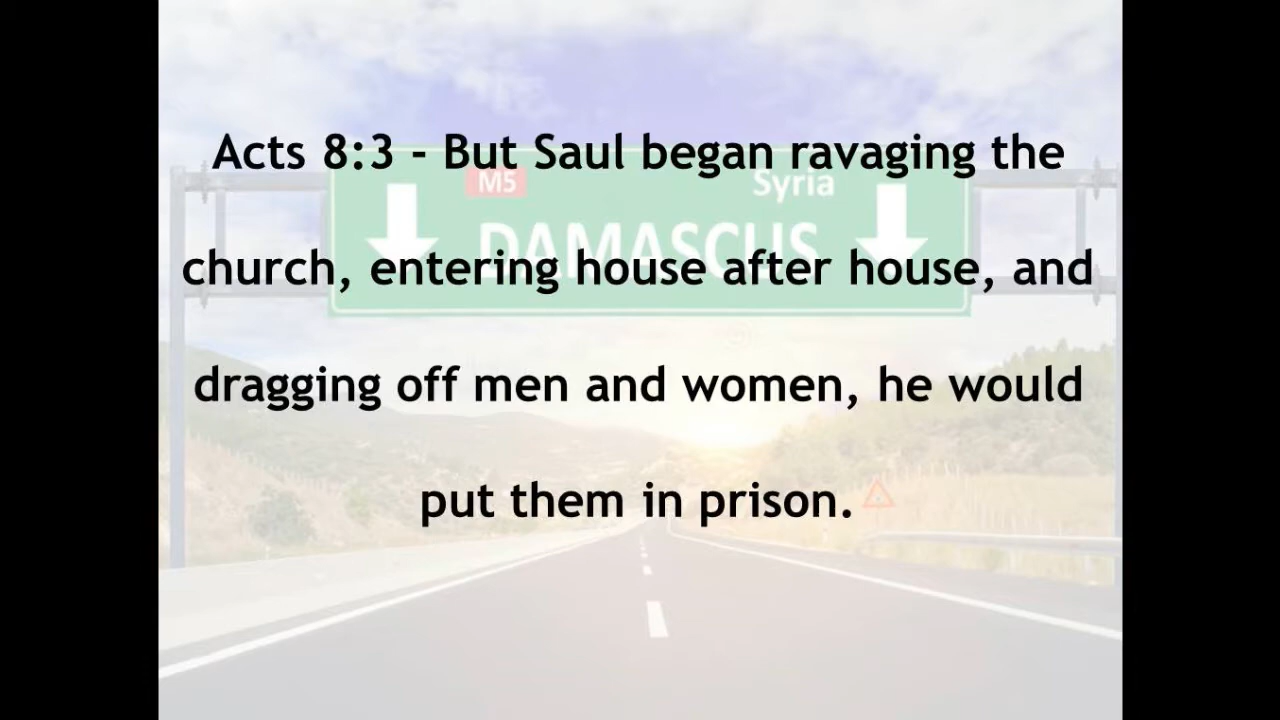 Acts 8:3 - But Saul began ravaging the
M5
Syria
DAMASCUS
church, entering house after house, and
dragging off men and women, he would
put them in prison.